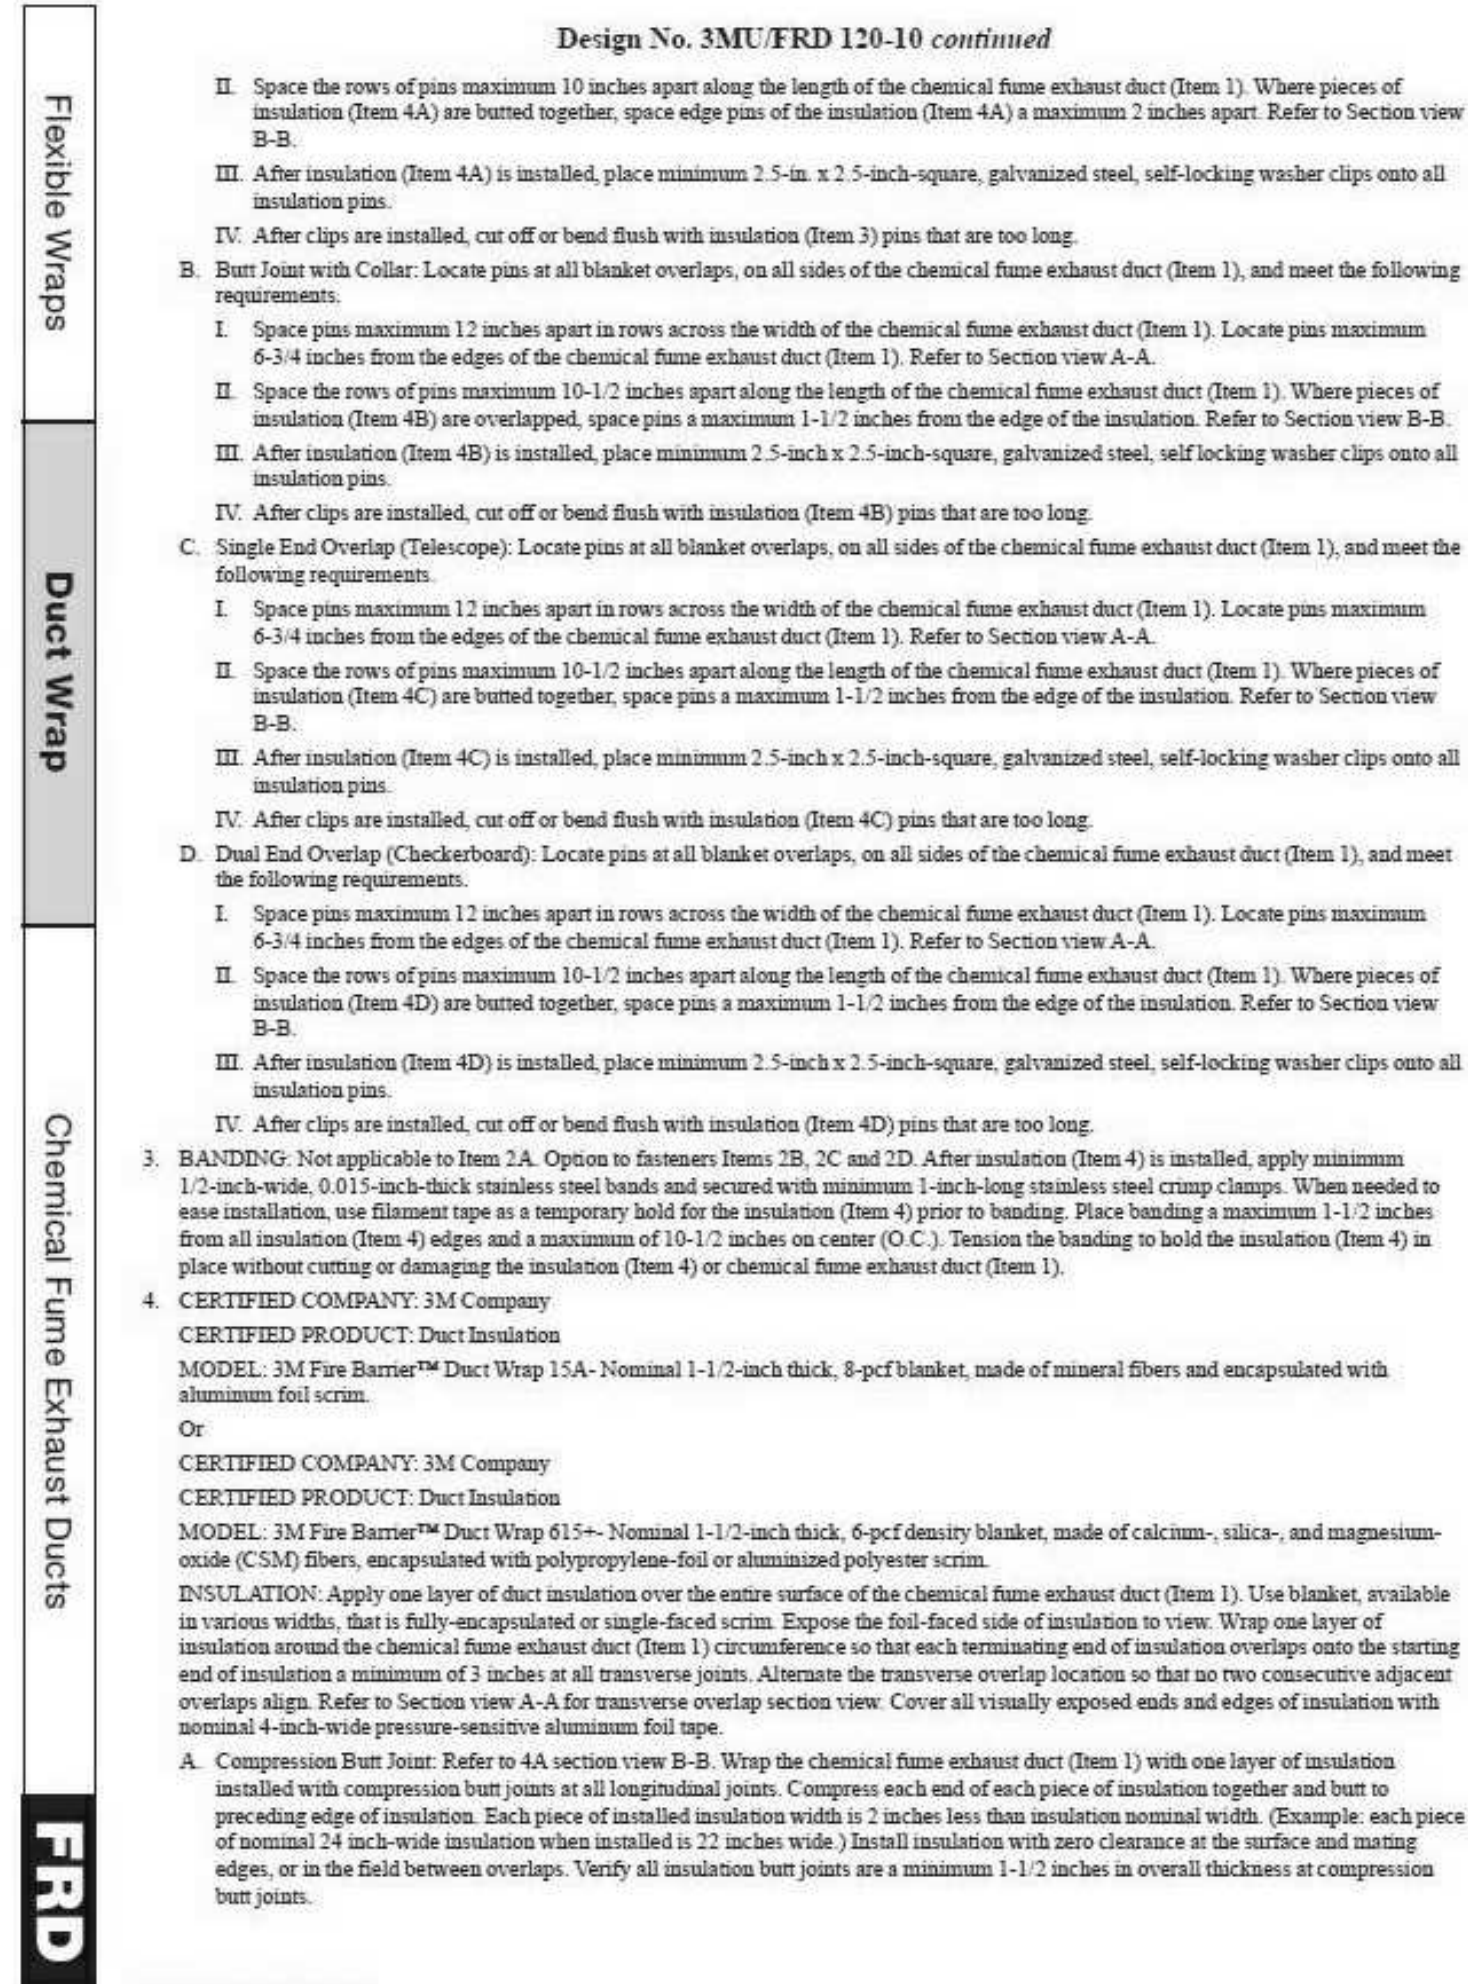 Design No. 3MU/FRD 120-10 continued
II. Space the rows of pins maximum 10 inches apart along the length of the chemical fume exhaust duct (Item 1). Where pieces of
insulation (Item 4A) are butted together, space edge pins of the insulation (Item 4A) a maximum 2 inches apart. Refer to Section view
B-B.
III. After insulation (Item 4A) is installed, place minimum 2.5-in. x 2.5-inch-square, galvanized steel, self-locking washer clips onto all
insulation pins.
IV. After clips are installed, cut off or bend flush with insulation (Item 3) pins that are too long.
B. Butt Joint with Collar: Locate pins at all blanket overlaps, on all sides of the chemical fume exhaust duct (Item 1), and meet the following
requirements:
I. Space pins maximum 12 inches apart in rows across the width of the chemical fume exhaust duct (Item 1). Locate pins maximum
6-3/4 inches from the edges of the chemical fume exhaust duct (Item 1). Refer to Section view A-A.
II. Space the rows of pins maximum 10-1/2 inches apart along the length of the chemical fume exhaust duct (Item 1). Where pieces of
insulation (Item 4B) are overlapped, space pins a maximum 1-1/2 inches from the edge of the insulation. Refer to Section view B-B.
III. After insulation (Item 4B) is installed, place minimum 2.5-inch x 2.5-inch-square, galvanized steel, self locking washer clips onto all
insulation pins.
IV. After clips are installed, cut off or bend flush with insulation (Item 4B) pins that are too long.
C. Single End Overlap (Telescope): Locate pins at all blanket overlaps, on all sides of the chemical fume exhaust duct (Item 1), and meet the
following requirements.
I. Space pins maximum 12 inches apart in rows across the width of the chemical fume exhaust duct (Item 1). Locate pins maximum
6-3/4 inches from the edges of the chemical fume exhaust duct (Item 1). Refer to Section view A-A.
II. Space the rows of pins maximum 10-1/2 inches apart along the length of the chemical fume exhaust duct (Item 1). Where pieces of
insulation (Item 4C) are butted together, space pins a maximum 1-1/2 inches from the edge of the insulation. Refer to Section view
B-B.
III. After insulation (Item 4C) is installed, place minimum 2.5-inch x 2.5-inch-square, galvanized steel, self-locking washer clips onto all
insulation pins.
IV. After clips are installed, cut off or bend flush with insulation (Item 4C) pins that are too long.
D. Dual End Overlap (Checkerboard): Locate pins at all blanket overlaps, on all sides of the chemical fume exhaust duct (Item 1), and meet
the following requirements.
I. Space pins maximum 12 inches apart in rows across the width of the chemical fume exhaust duct (Item 1). Locate pins maximum
6-3/4 inches from the edges of the chemical fume exhaust duct (Item 1). Refer to Section view A-A.
II. Space the rows of pins maximum 10-1/2 inches apart along the length of the chemical fume exhaust duct (Item 1). Where pieces of
insulation (Item 4D) are butted together, space pins a maximum 1-1/2 inches from the edge of the insulation. Refer to Section view
B-B.
III. After insulation (Item 4D) is installed, place minimum 2.5-inch x 2.5-inch-square, galvanized steel, self-locking washer clips onto all
insulation pins.
IV. After clips are installed, cut off or bend flush with insulation (Item 4D) pins that are too long.
3. BANDING: Not applicable to Item 2A. Option to fasteners Items 2B, 2C and 2D. After insulation (Item 4) is installed, apply minimum
1/2-inch-wide, 0.015-inch-thick stainless steel bands and secured with minimum 1-inch-long stainless steel crimp clamps. When needed to
ease installation, use filament tape as a temporary hold for the insulation (Item 4) prior to banding. Place banding a maximum 1-1/2 inches
from all insulation (Item 4) edges and a maximum of 10-1/2 inches on center (O.C.). Tension the banding to hold the insulation (Item 4) in
place without cutting or damaging the insulation (Item 4) or chemical fume exhaust duct (Item 1).
4. CERTIFIED COMPANY: 3M Company
CERTIFIED PRODUCT: Duct Insulation
MODEL: 3M Fire Barrier™ Duct Wrap 15A- Nominal 1-1/2-inch thick, 8-pcf blanket, made of mineral fibers and encapsulated with
aluminum foil scrim.
Or
CERTIFIED COMPANY: 3M Company
CERTIFIED PRODUCT: Duct Insulation
MODEL: 3M Fire Barrier™ Duct Wrap 615+- Nominal 1-1/2-inch thick, 6-pcf density blanket, made of calcium-, silica-, and magnesium-
oxide (CSM) fibers, encapsulated with polypropylene-foil or aluminized polyester scrim.
INSULATION: Apply one layer of duct insulation over the entire surface of the chemical fume exhaust duct (Item 1). Use blanket, available
in various widths, that is fully-encapsulated or single-faced scrim. Expose the foil-faced side of insulation to view. Wrap one layer of
insulation around the chemical fume exhaust duct (Item 1) circumference so that each terminating end of insulation overlaps onto the starting
end of insulation a minimum of 3 inches at all transverse joints. Alternate the transverse overlap location so that no two consecutive adjacent
overlaps align. Refer to Section view A-A for transverse overlap section view. Cover all visually exposed ends and edges of insulation with
nominal 4-inch-wide pressure-sensitive aluminum foil tape.
A. Compression Butt Joint: Refer to 4A section view B-B. Wrap the chemical fume exhaust duct (Item 1) with one layer of insulation
installed with compression butt joints at all longitudinal joints. Compress each end of each piece of insulation together and butt to
preceding edge of insulation. Each piece of installed insulation width is 2 inches less than insulation nominal width. (Example: each piece
of nominal 24 inch-wide insulation when installed is 22 inches wide.) Install insulation with zero clearance at the surface and mating
edges, or in the field between overlaps. Verify all insulation butt joints are a minimum 1-1/2 inches in overall thickness at compression
butt joints.
Flexible Wraps
Duct Wrap
Chemical Fume Exhaust Ducts
FRD